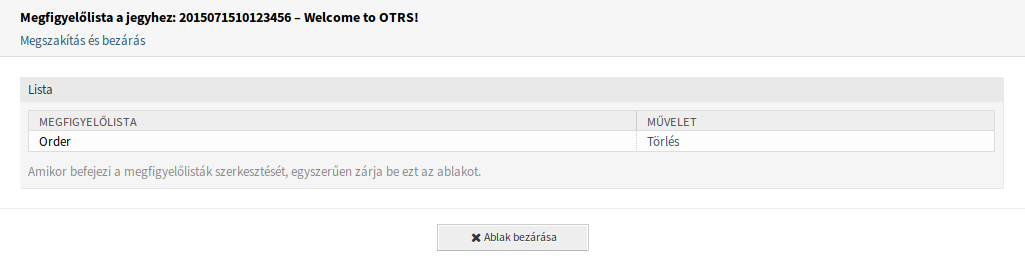 Megfigyelőlista a jegyhez: 2015071510123456 – Welcome to OTRS!
Megszakítás és bezárás
Lista
MEGFIGYELŐLISTA MŰVELET
Order Törlés
Amikor befejezi a megfigyelőlisták szerkesztését, egyszerűen zárja be ezt az ablakot.
✖ Ablak bezárása